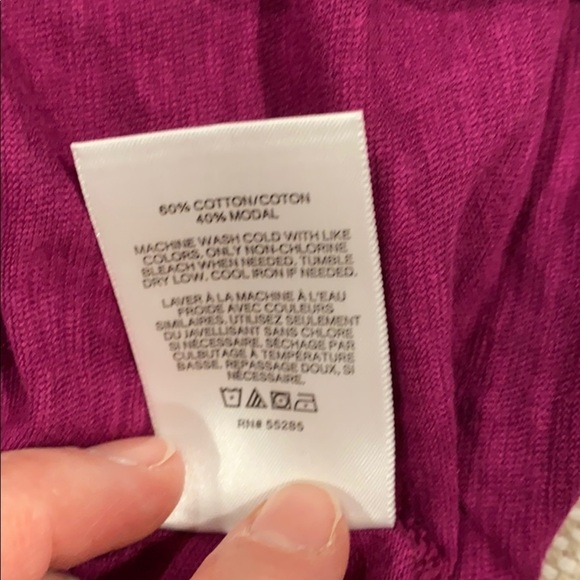 60% COTTON/COTON
40% MODAL
MACHINE WASH COLD WITH LIKE
COLORS. ONLY NON-CHLORINE
BLEACH WHEN NEEDED. TUMBLE
DRY LOW. COOL IRON IF NEEDED.
LAVER À LA MACHINE À L'EAU
FROIDE AVEC COULEURS
SIMILAIRES. UTILISEZ SEULEMENT
DU JAVELLISANT SANS CHLORE
SI NÉCESSAIRE. SÉCHAGE PAR
CULBUTAGE À TEMPÉRATURE
BASSE. REPASSAGE DOUX, SI
NÉCESSAIRE.
RN# 55285